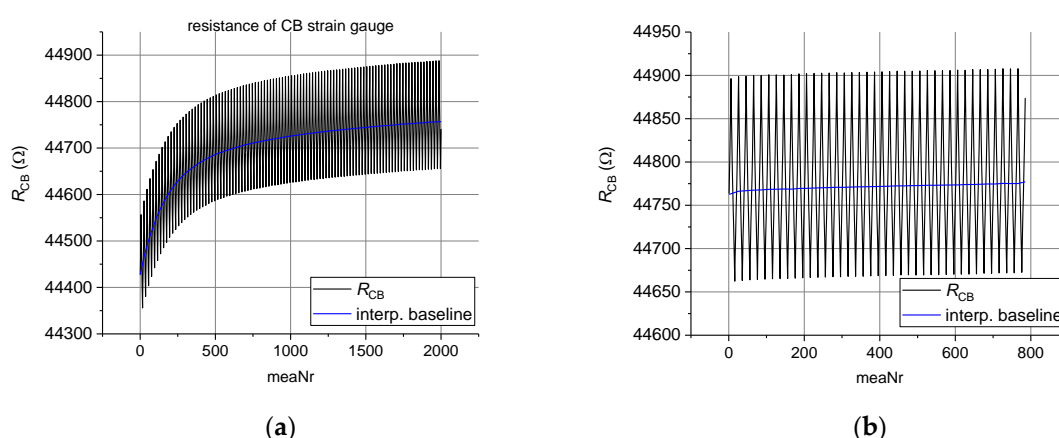 resistance of CB strain gauge
44900
44800
44700
44600
44500
44400
44300
R_CB (Ω)
0 500 1000 1500 2000
meaNr
R_CB
interp. baseline
(a)
44950
44900
44850
44800
44750
44700
44650
44600
R_CB (Ω)
0 200 400 600 800
meaNr
R_CB
interp. baseline
(b)